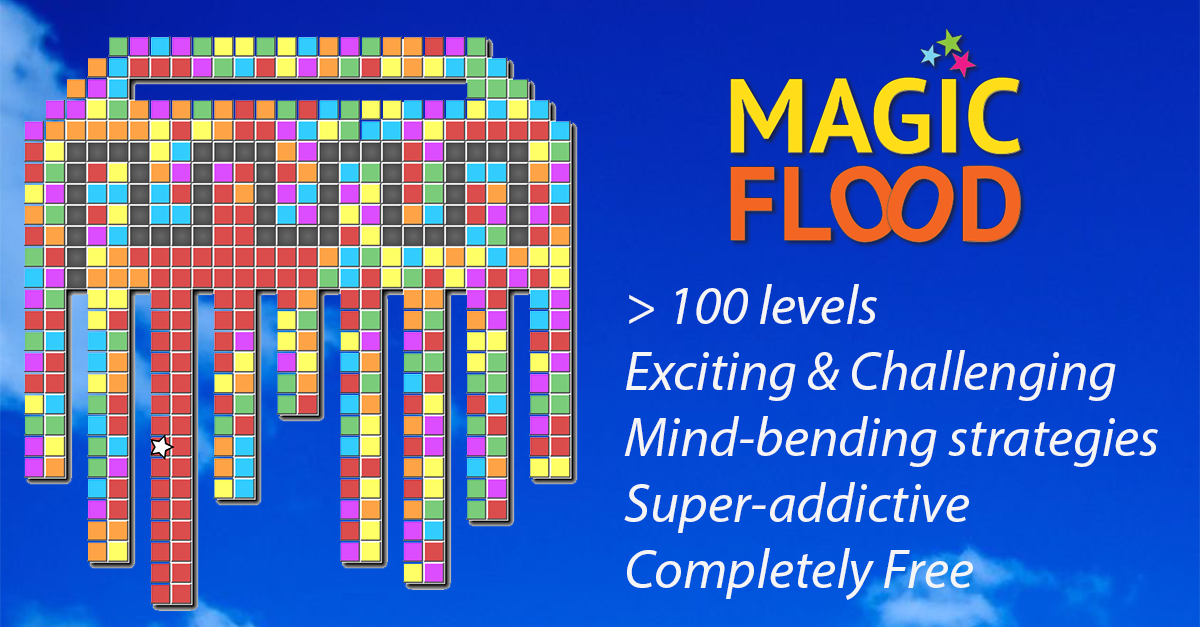 MAGIC
FLOOD
> 100 levels
Exciting & Challenging
Mind-bending strategies
Super-addictive
Completely Free